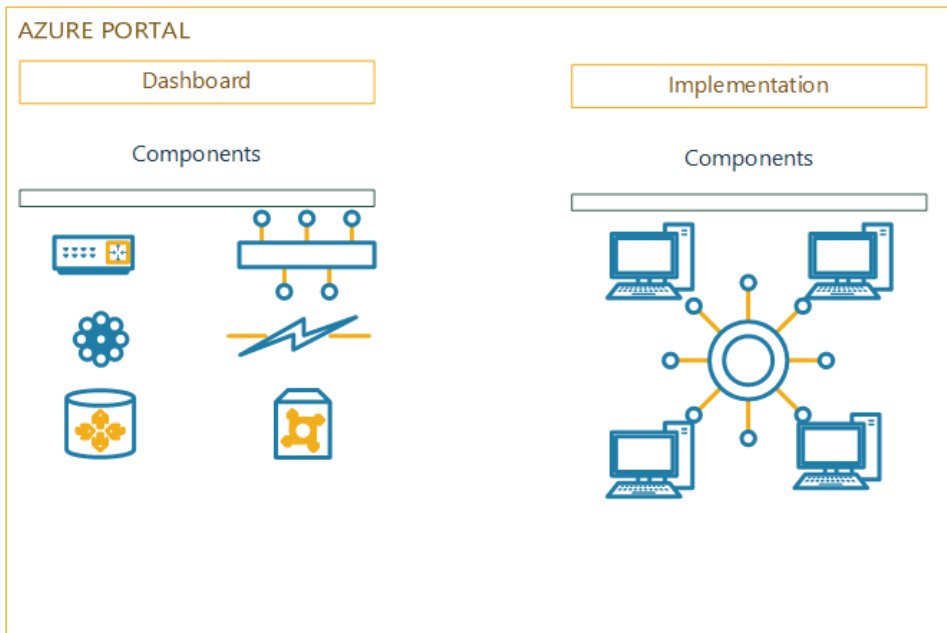 AZURE PORTAL
Dashboard
Components
Implementation
Components